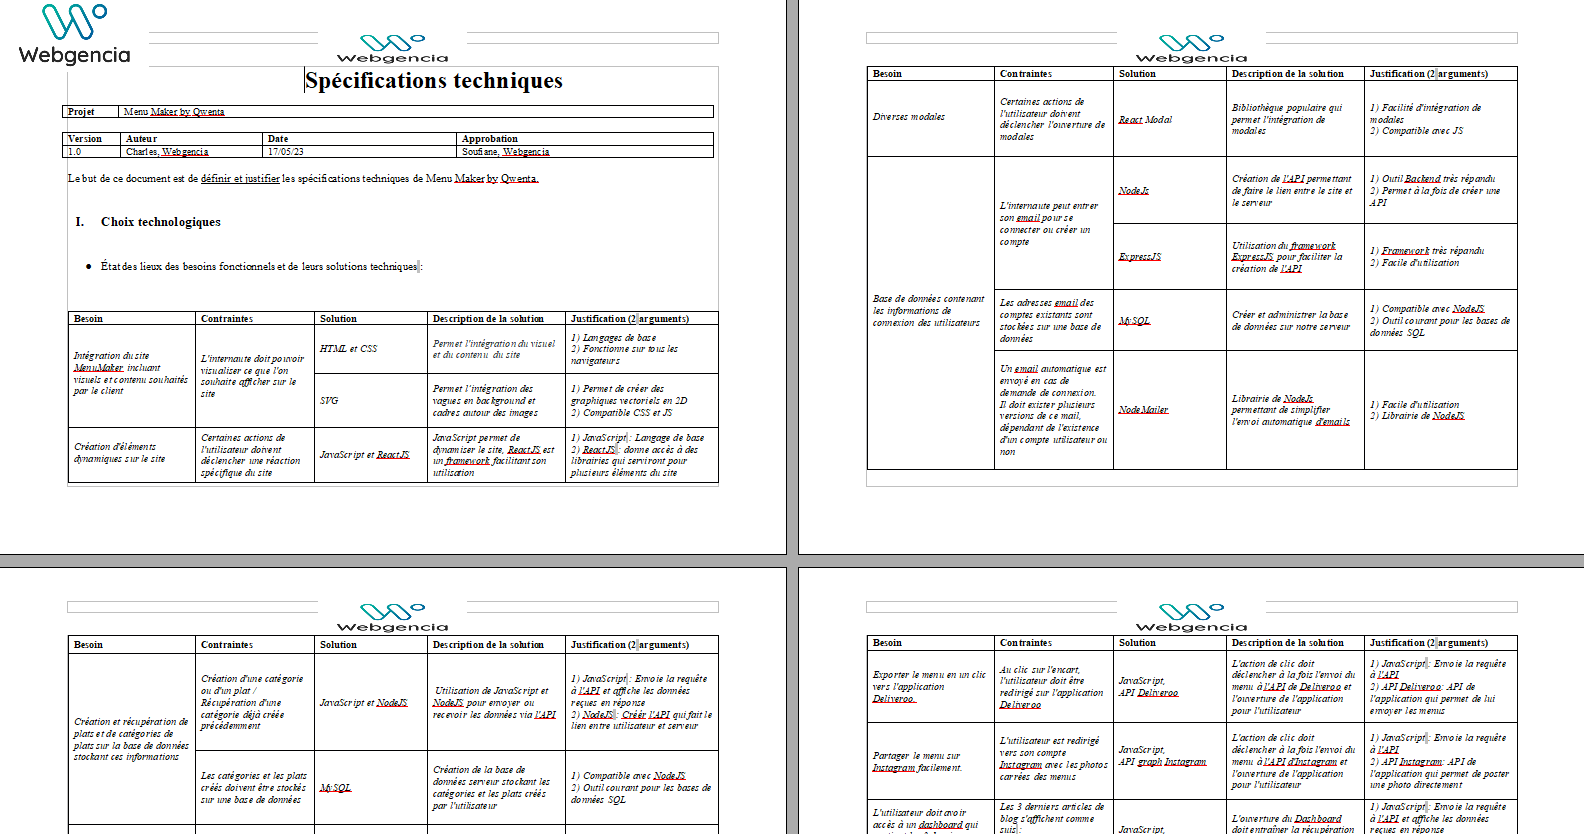 Webgencia
Webgencia
Spécifications techniques
Projet Menu Maker by Qwenta
Version Auteur Date Approbation
1.0 Charles, Webgencia 17/05/23 Soufiane, Webgencia
Le but de ce document est de définir et justifier les spécifications techniques de Menu Maker by Qwenta.
I. Choix technologiques
• État des lieux des besoins fonctionnels et de leurs solutions techniques :
Besoin Contraintes Solution Description de la solution Justification (2 arguments)
Intégration du site
MenuMaker incluant
visuels et contenu souhaités
par le client
L'internaute doit pouvoir
visualiser ce que l'on
souhaite afficher sur le
site
HTML et CSS
Permet l'intégration du visuel
et du contenu du site
1) Langages de base
2) Fonctionne sur tous les
navigateurs
SVG
Permet l'intégration des
vagues en background et
cadres autour des images
1) Permet de créer des
graphiques vectoriels en 2D
2) Compatible CSS et JS
Création d'éléments
dynamiques sur le site
Certaines actions de
l'utilisateur doivent
déclencher une réaction
spécifique du site
JavaScript et ReactJS
JavaScript permet de
dynamiser le site, ReactJS est
un framework facilitant son
utilisation
1) JavaScript : Langage de base
2) ReactJS : donne accès à des
librairies qui serviront pour
plusieurs éléments du site
Webgencia
Besoin Contraintes Solution Description de la solution Justification (2 arguments)
Diverses modales
Certaines actions de
l'utilisateur doivent
déclencher l'ouverture de
modales
React Modal
Bibliothèque populaire qui
permet l'intégration de
modales
1) Facilité d'intégration de
modales
2) Compatible avec JS
Base de données contenant
les informations de
connexion des utilisateurs
L'internaute peut entrer
son email pour se
connecter ou créer un
compte
NodeJs
Création de l'API permettant
de faire le lien entre le site et
le serveur
1) Outil Backend très répandu
2) Permet à la fois de créer une
API
ExpressJS
Utilisation du framework
ExpressJS pour faciliter la
création de l'API
1) Framework très répandu
2) Facile d'utilisation
Les adresses email des
comptes existants sont
stockées sur une base de
données
MySQL
Créer et administrer la base
de données sur notre serveur
1) Compatible avec NodeJS
2) Outil courant pour les bases de
données SQL
Un email automatique est
envoyé en cas de
demande de connexion.
Il doit exister plusieurs
versions de ce mail,
dépendant de l'existence
d'un compte utilisateur ou
non
NodeMailer
Librairie de NodeJs
permettant de simplifier
l'envoi automatique d'emails
1) Facile d'utilisation
2) Librairie de NodeJS
Webgencia
Besoin Contraintes Solution Description de la solution Justification (2 arguments)
Création et récupération de
plats et de catégories de
plats sur la base de données
stockant ces informations
Création d'une catégorie
ou d'un plat /
Récupération d'une
catégorie déjà créée
précédemment
JavaScript et NodeJS
Utilisation de JavaScript et
NodeJS pour envoyer ou
recevoir les données via l'API
1) JavaScript : Envoie la requête
à l'API et affiche les données
reçues en réponse
2) NodeJS : Créér l'API qui fait le
lien entre utilisateur et serveur
Les catégories et les plats
créés doivent être stockés
sur une base de données
MySQL
Création de la base de
données serveur stockant les
catégories et les plats créés
par l'utilisateur
1) Compatible avec NodeJS
2) Outil courant pour les bases de
données SQL
Webgencia
Besoin Contraintes Solution Description de la solution Justification (2 arguments)
Exporter le menu en un clic
vers l'application
Deliveroo.
Au clic sur l'encart,
l'utilisateur doit être
redirigé sur l'application
Deliveroo
JavaScript,
API Deliveroo
L'action de clic doit
déclencher à la fois l'envoi du
menu à l'API de Deliveroo et
l'ouverture de l'application
pour l'utilisateur
1) JavaScript : Envoie la requête
à l'API
2) API Deliveroo: API de
l'application qui permet de lui
envoyer les menus
Partager le menu sur
Instagram facilement.
L'utilisateur est redirigé
vers son compte
Instagram avec les photos
carrées des menus
JavaScript,
API graph Instagram
L'action de clic doit
déclencher à la fois l'envoi du
menu à l'API d'Instagram et
l'ouverture de l'application
pour l'utilisateur
1) JavaScript : Envoie la requête
à l'API
2) API Instagram: API de
l'application qui permet de poster
une photo directement
L'utilisateur doit avoir
accès à un dashboard qui
Les 3 derniers articles de
blog s'affichent comme
suis :
JavaScript,
L'ouverture du Dashboard
doit entraîner la récupération
1) JavaScript : Envoie la requête
à l'API et affiche les données
reçues en réponse